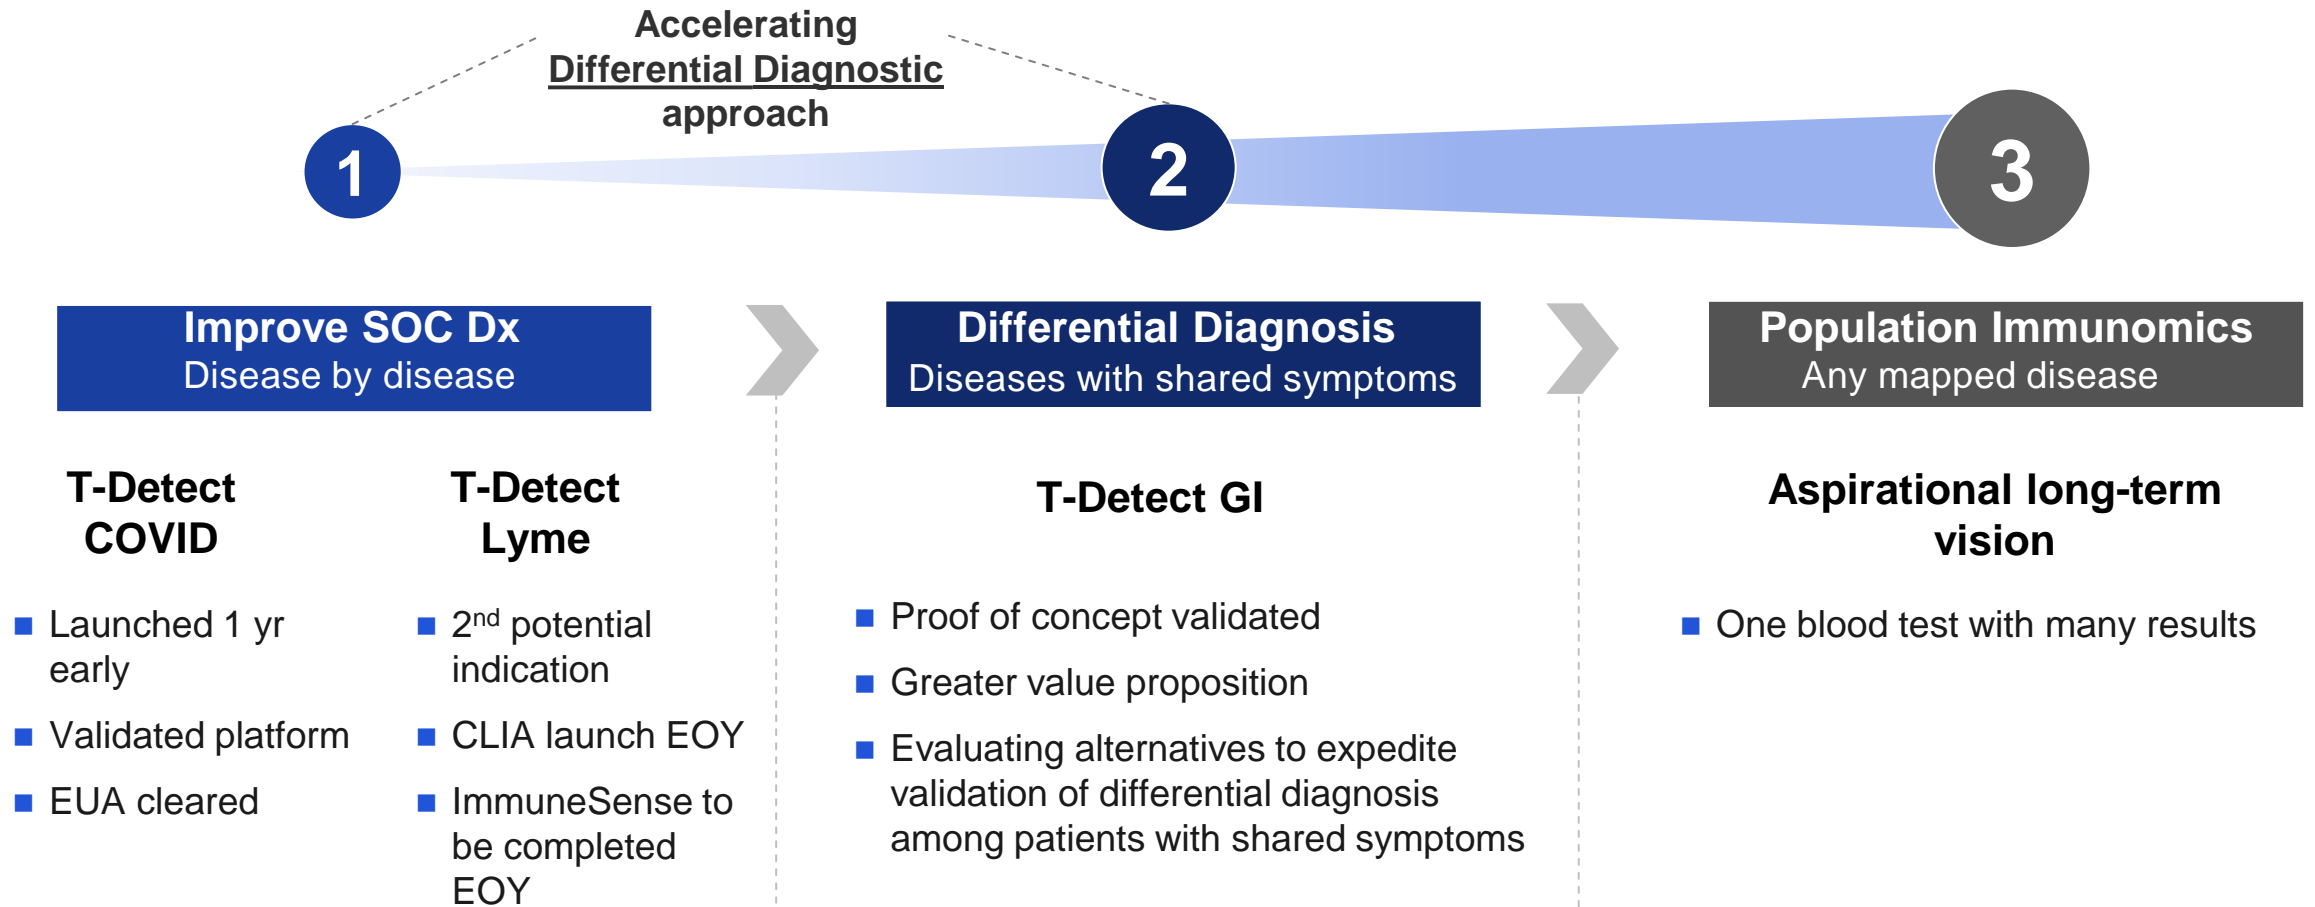 Accelerating
Differential Diagnostic
approach
1
2
3
Improve SOC Dx
Disease by disease
Differential Diagnosis
Diseases with shared symptoms
Population Immunomics
Any mapped disease
T-Detect
COVID
Launched 1 yr
early
Validated platform
EUA cleared
T-Detect
Lyme
2nd potential
indication
CLIA launch EOY
ImmuneSense to
be completed
EOY
T-Detect GI
Proof of concept validated
Greater value proposition
Evaluating alternatives to expedite
validation of differential diagnosis
among patients with shared symptoms
Aspirational long-term
vision
One blood test with many results